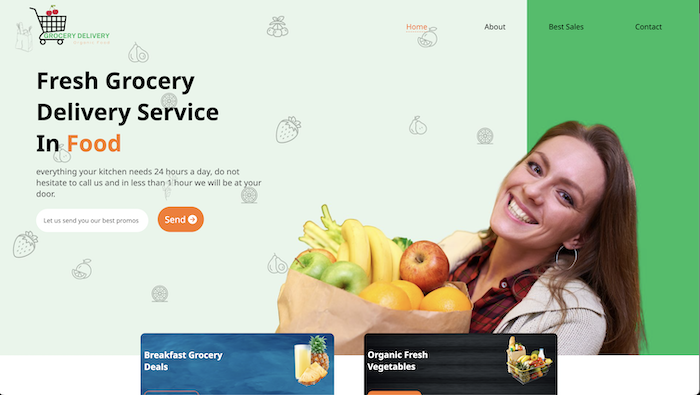 GROCERY DELIVERY
Organic Food
Home
About
Best Sales
Contact
Fresh Grocery
Delivery Service
In Food
everything your kitchen needs 24 hours a day, do not
hesitate to call us and in less than 1 hour we will be at your
door.
Let us send you our best promos
Send
Breakfast Grocery
Deals
Organic Fresh
Vegetables